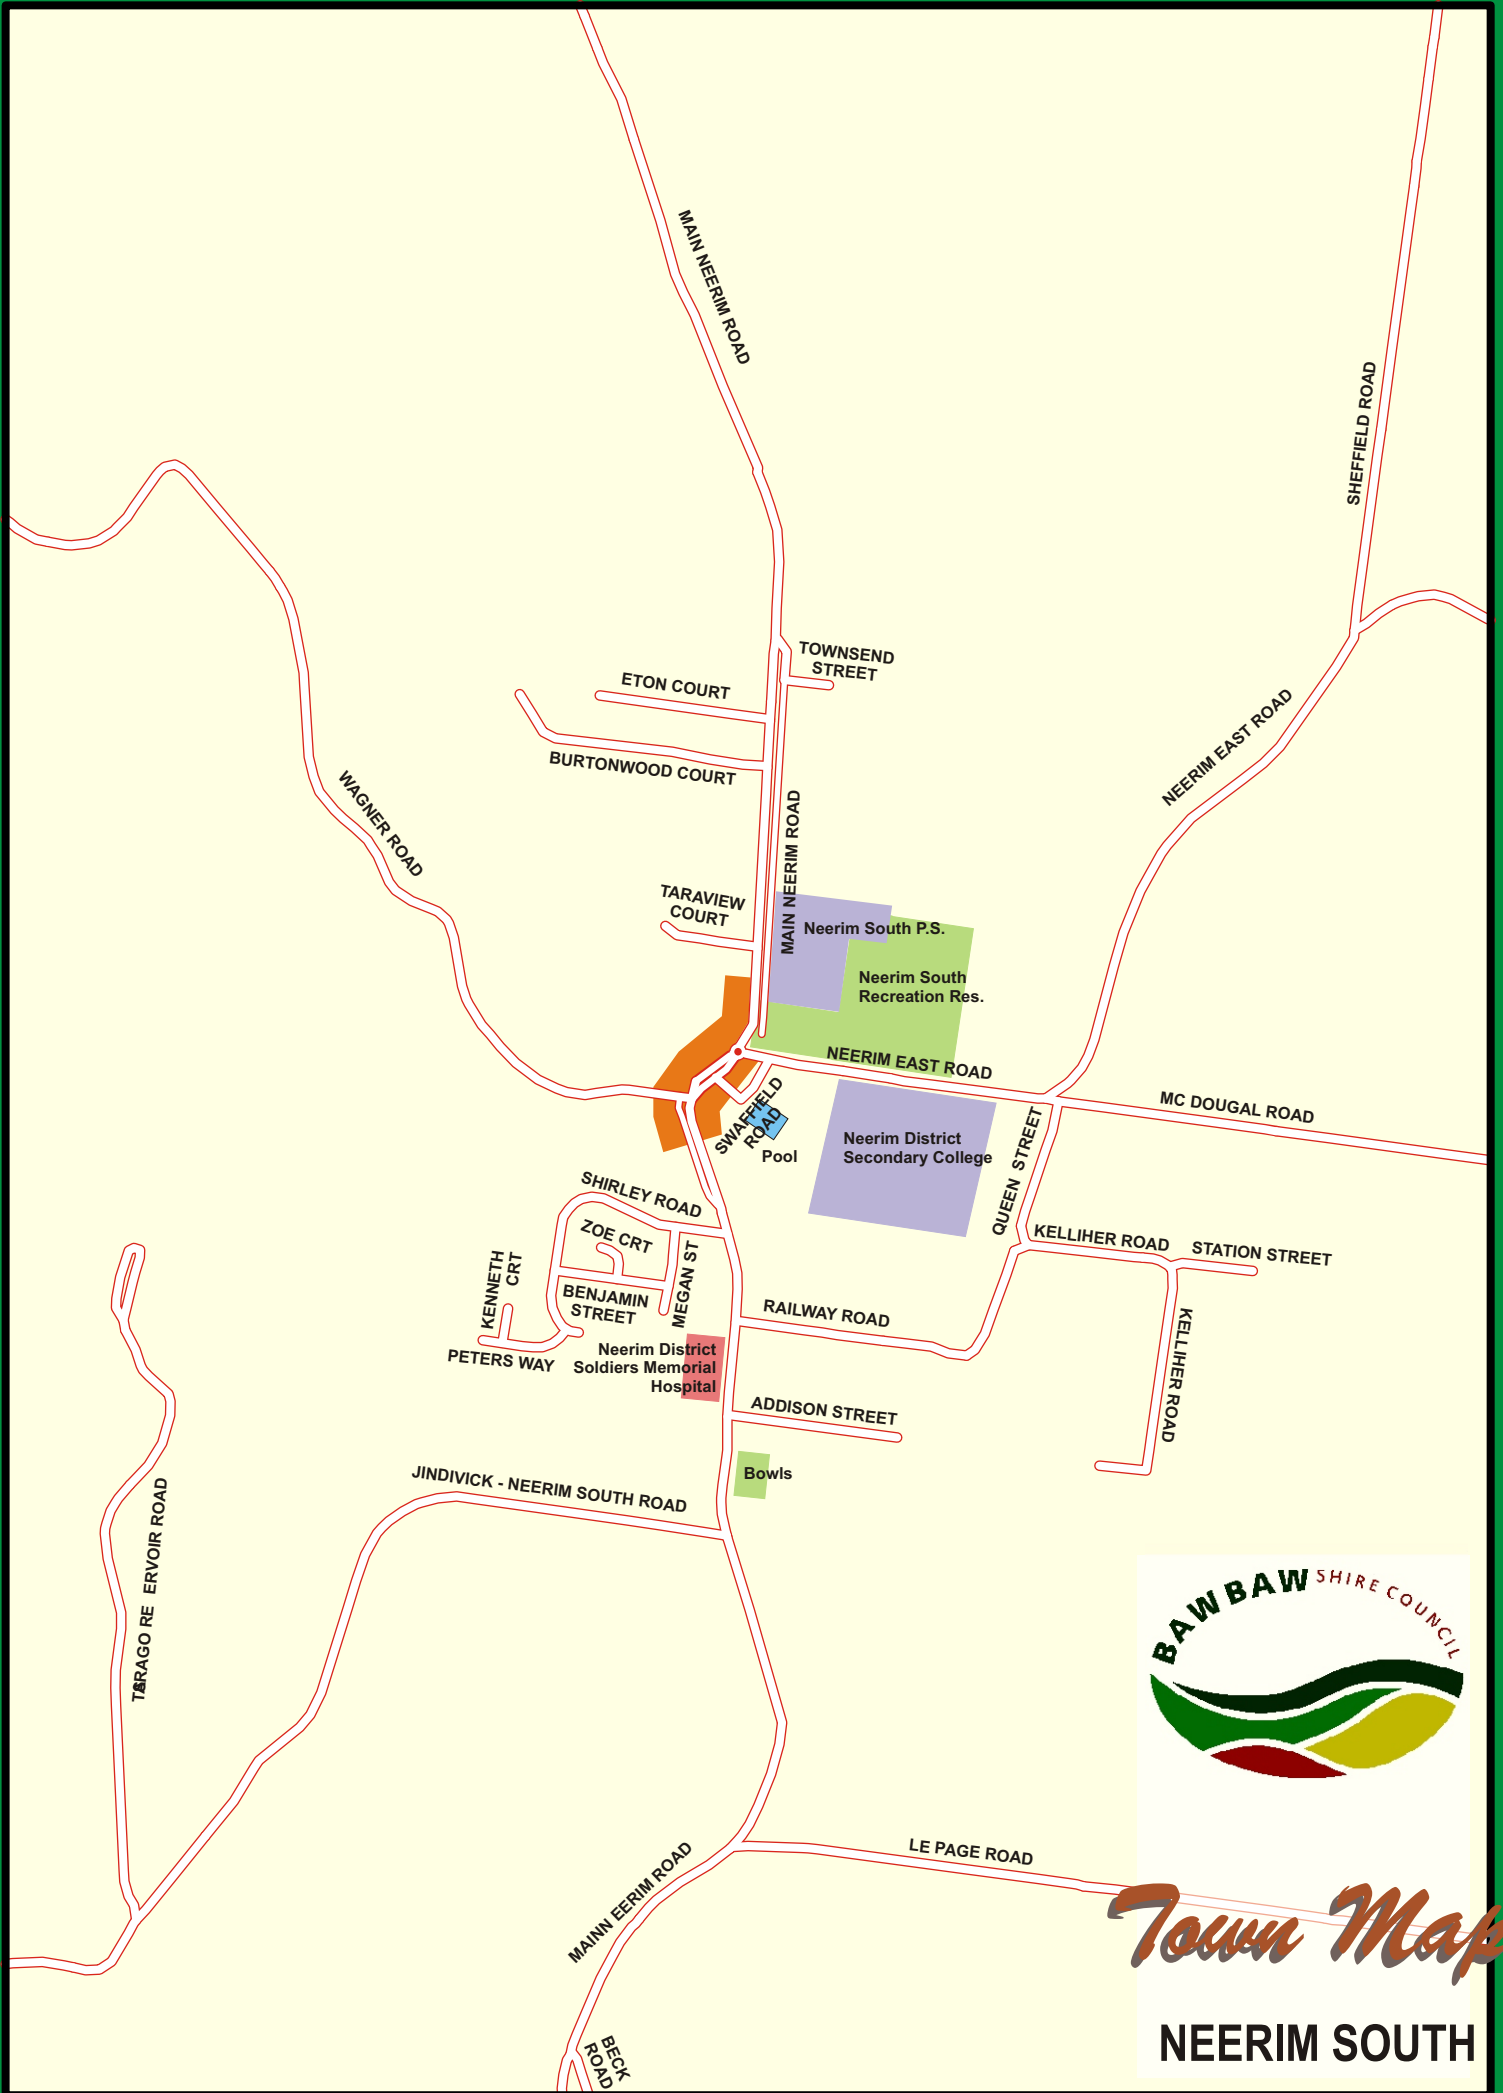 MAIN NEERIM ROAD
SHEFFIELD ROAD
TOWNSEND
STREET
ETON COURT
BURTONWOOD COURT
NEERIM EAST ROAD
WAGNER ROAD
MAIN NEERIM ROAD
TARAVIEW
COURT
Neerim South P.S.
Neerim South
Recreation Res.
NEERIM EAST ROAD
MC DOUGAL ROAD
SWAFFIELD
ROAD
Pool
Neerim District
Secondary College
QUEEN STREET
SHIRLEY ROAD
ZOE CRT
KENNETH
CRT
MEGAN ST
BENJAMIN
STREET
KELLIHER ROAD
STATION STREET
RAILWAY ROAD
PETERS WAY
Neerim District
Soldiers Memorial
Hospital
KELLIHER ROAD
ADDISON STREET
Bowls
JINDIVICK - NEERIM SOUTH ROAD
ERVOIR ROAD
BAW BAW SHIRE COUNCIL
MAINN EERIM ROAD
LE PAGE ROAD
Town Map
NEERIM SOUTH
BECK
ROAD